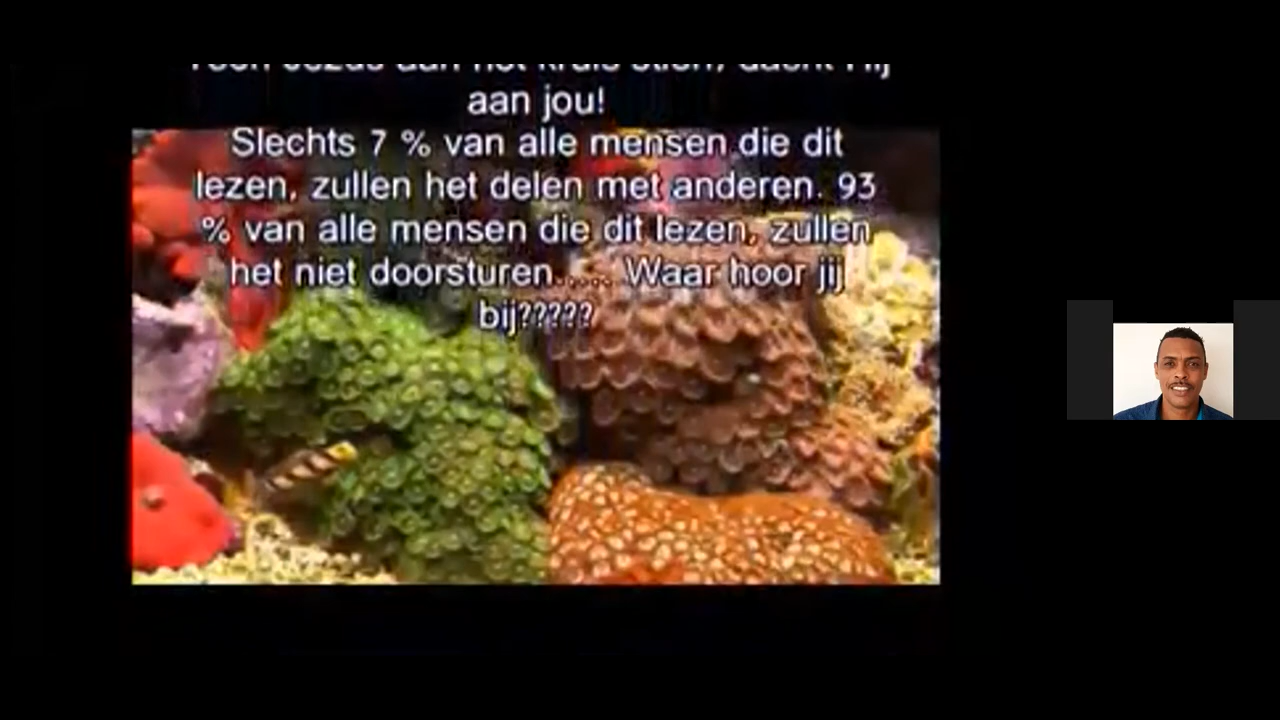 aan jou!
Slechts 7 % van alle mensen die dit
lezen, zullen het delen met anderen. 93
% van alle mensen die dit lezen, zullen
het niet doorsturen..... Waar hoor jij
bij?????